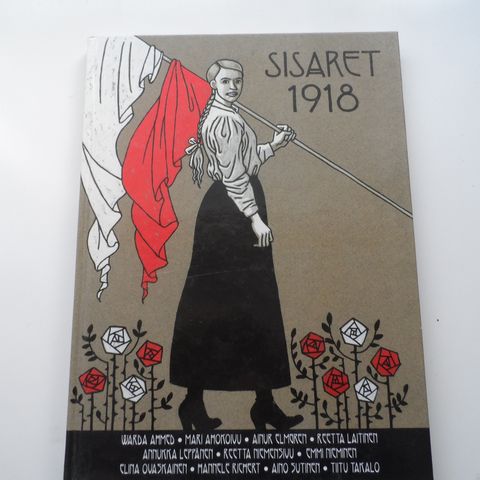 SISARET
1918
WARDA AHMED • MARI AHOKOIVU • AINUR ELMGREN • REETTA LAITINEN
ANNUKKA LEPPÄNEN • REETTA NIEMENSIVU • EMMI NIEMINEN
ELINA OVASKAINEN • HANNELE RICHERT • AINO SUTINEN • TIITU TAKALO